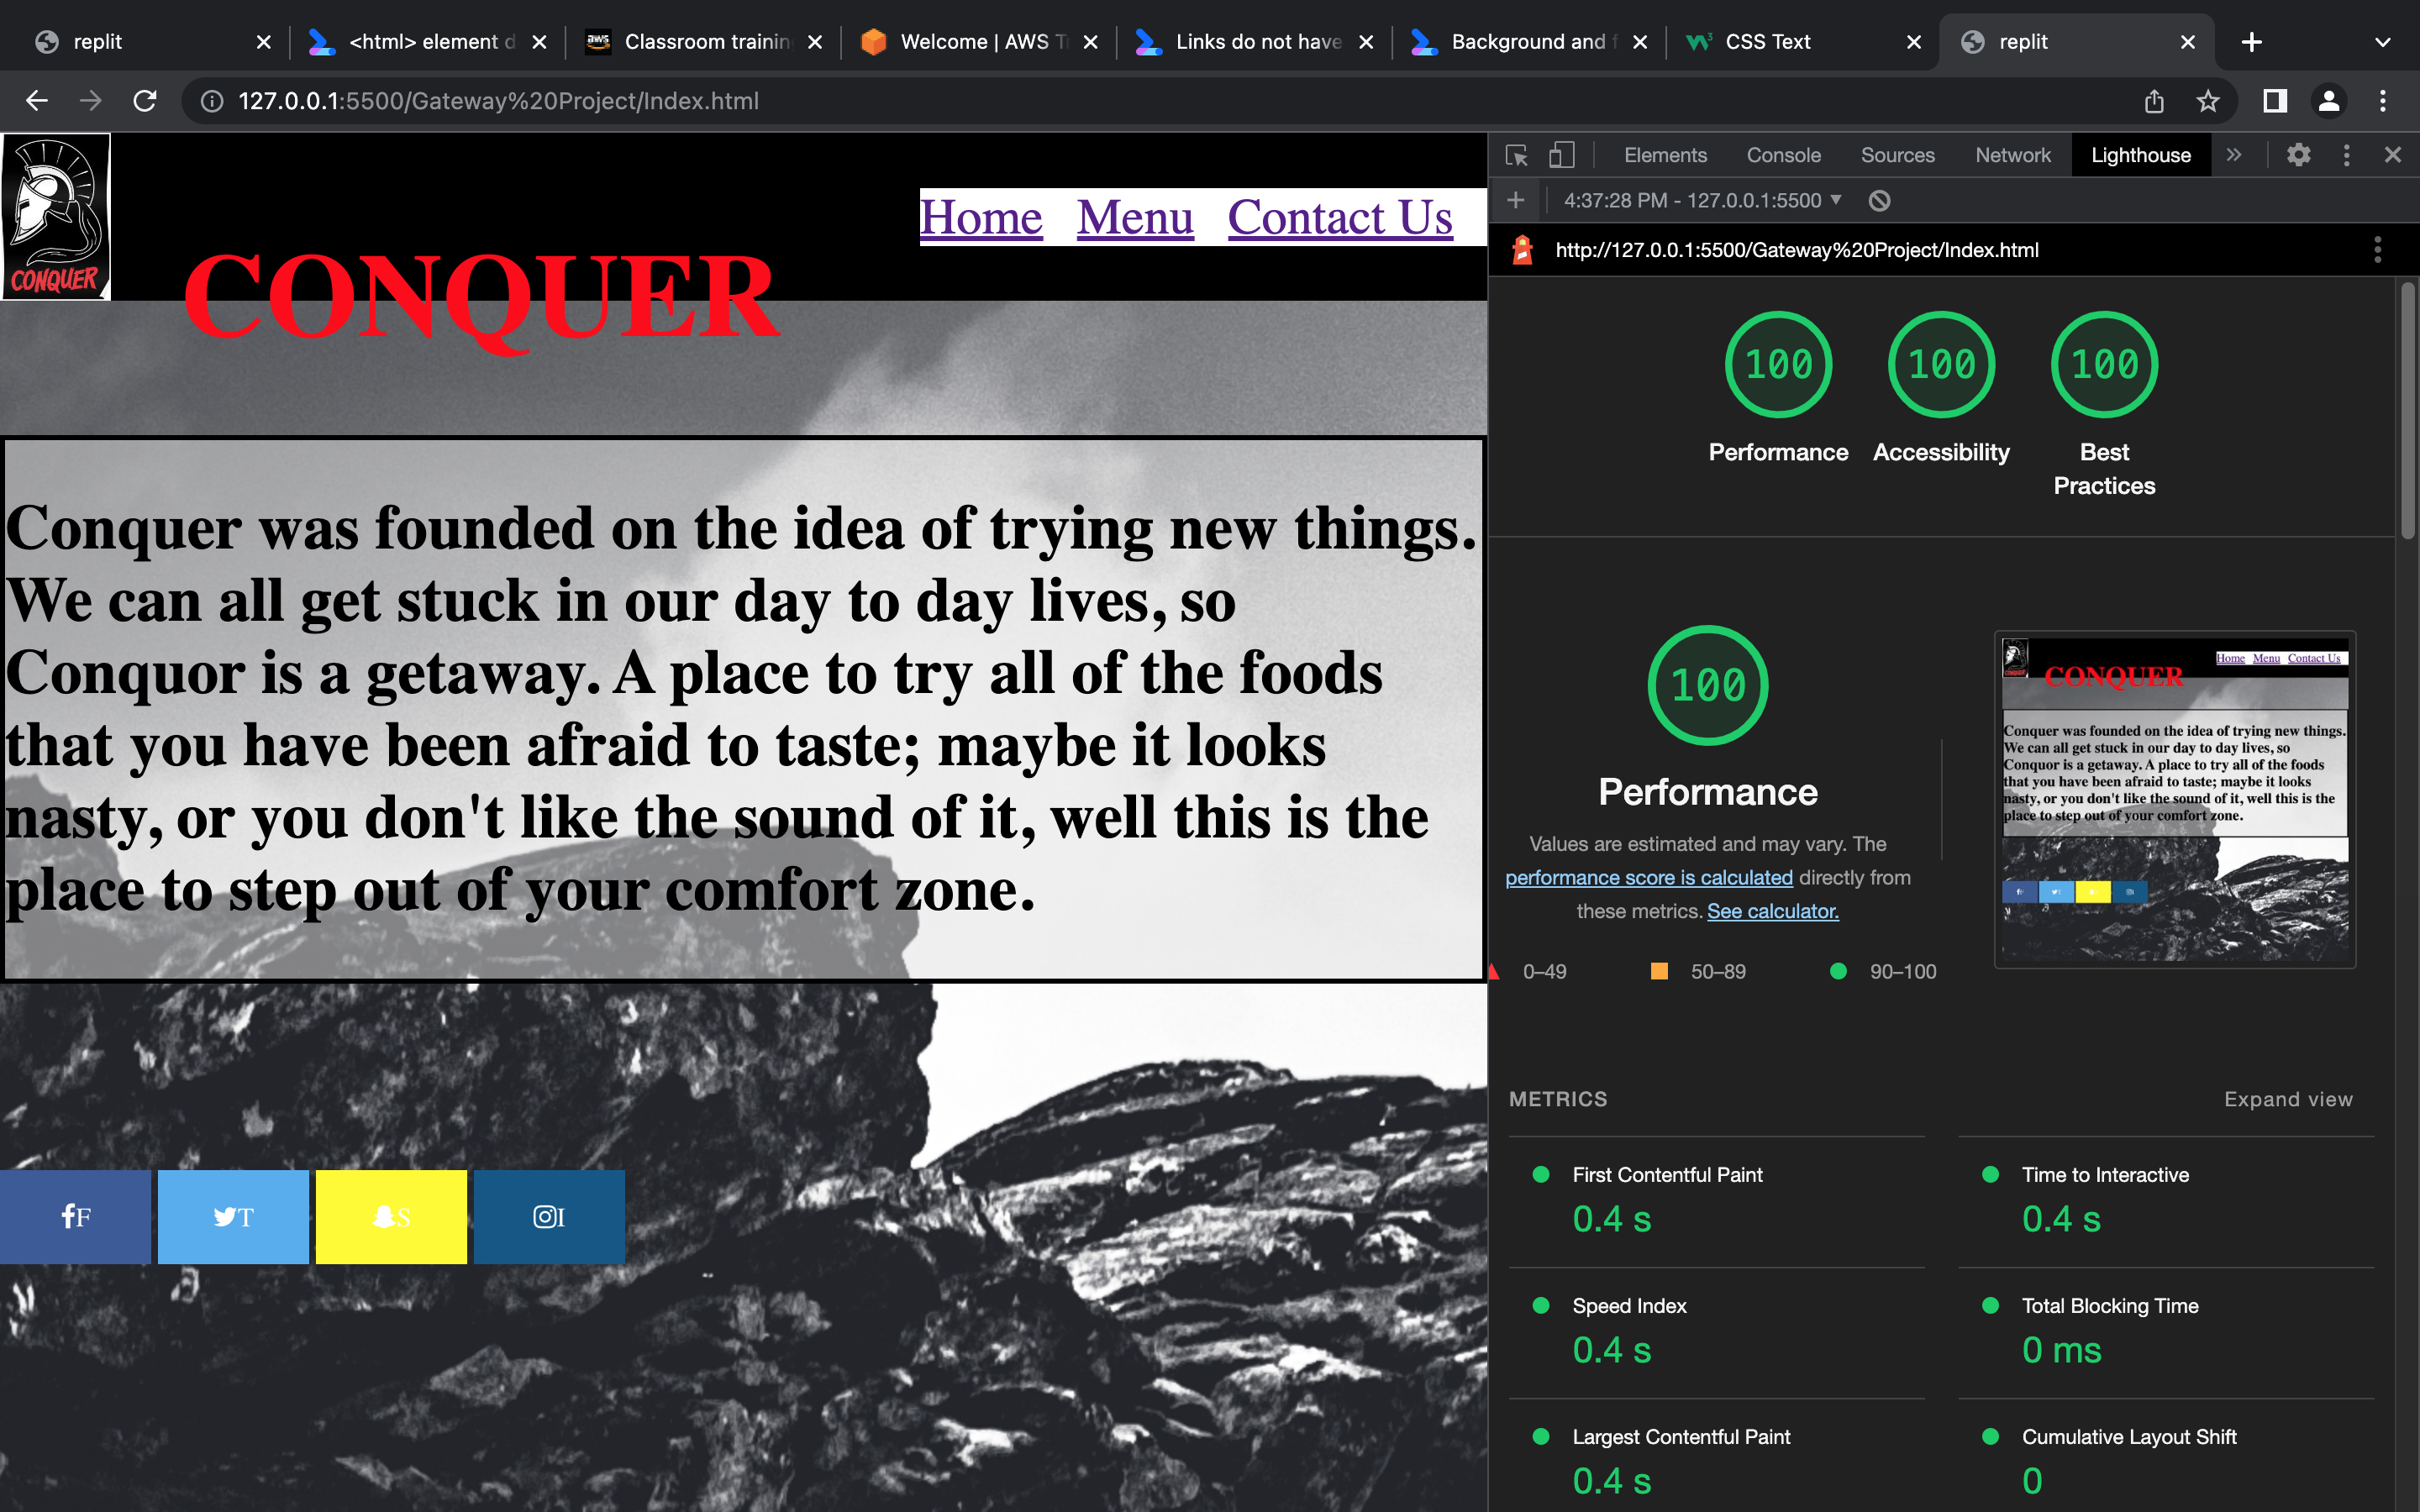 replit
<html> element d
Classroom training
Welcome | AWS T
Links do not have
Background and f
CSS Text
replit
127.0.0.1:5500/Gateway%20Project/Index.html
CONQUER
Home Menu Contact Us
CONQUER
Conquer was founded on the idea of trying new things.
We can all get stuck in our day to day lives, so
Conquor is a getaway. A place to try all of the foods
that you have been afraid to taste; maybe it looks
nasty, or you don't like the sound of it, well this is the
place to step out of your comfort zone.
F
T
S
I
Elements Console Sources Network Lighthouse
4:37:28 PM - 127.0.0.1:5500
http://127.0.0.1:5500/Gateway%20Project/Index.html
100 100 100
Performance Accessibility Best
Practices
100
Performance
Values are estimated and may vary. The
performance score is calculated directly from
these metrics. See calculator.
0–49 50–89 90–100
Home Menu Contact Us
CONQUER
Conquer was founded on the idea of trying new things.
We can all get stuck in our day to day lives, so
Conquor is a getaway. A place to try all of the foods
that you have been afraid to taste; maybe it looks
nasty, or you don't like the sound of it, well this is the
place to step out of your comfort zone.
METRICS Expand view
First Contentful Paint
0.4 s
Time to Interactive
0.4 s
Speed Index
0.4 s
Total Blocking Time
0 ms
Largest Contentful Paint
0.4 s
Cumulative Layout Shift
0